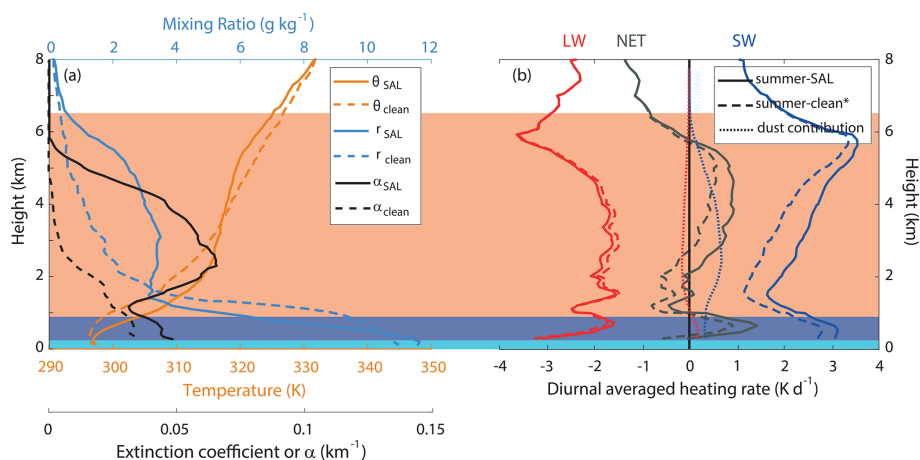 Mixing Ratio (g kg⁻¹)
0 2 4 6 8 10 12
LW NET SW
8 (a) 8 (b) 8
θ SAL
θ clean
r SAL
r clean
α SAL
α clean
summer-SAL
summer-clean*
dust contribution
6 6
Height (km) Height (km)
4 4
2 2
0 0
290 300 310 320 330 340 350
Temperature (K)
-4 -3 -2 -1 0 1 2 3 4
Diurnal averaged heating rate (K d⁻¹)
0 0.05 0.1 0.15
Extinction coefficient or α (km⁻¹)